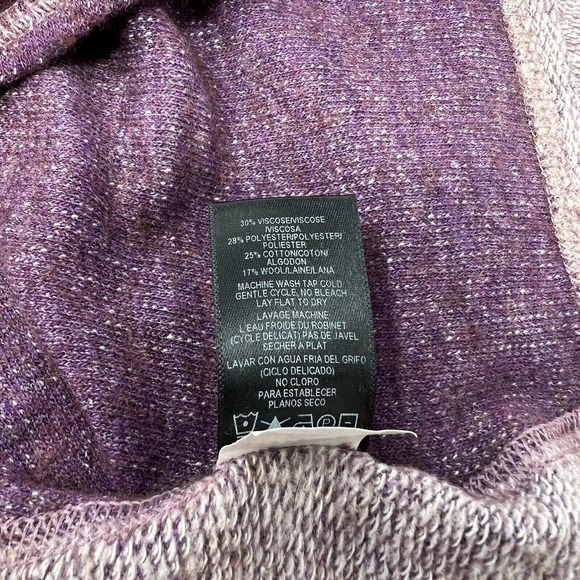 30% VISCOSE/VISCOSE
/VISCOSA
28% POLYESTER/POLYESTER/
POLIESTER
25% COTTON/COTON/
ALGODON
17% WOOL/LAINE/LANA
MACHINE WASH TAP COLD
GENTLE CYCLE, NO BLEACH
LAY FLAT TO DRY
LAVAGE MACHINE
L'EAU FROIDE DU ROBINET
(CYCLE DELICAT) PAS DE JAVEL
SECHER A PLAT
LAVAR CON AGUA FRIA DEL GRIFO
(CICLO DELICADO)
NO CLORO
PARA ESTABLECER
PLANOS SECO